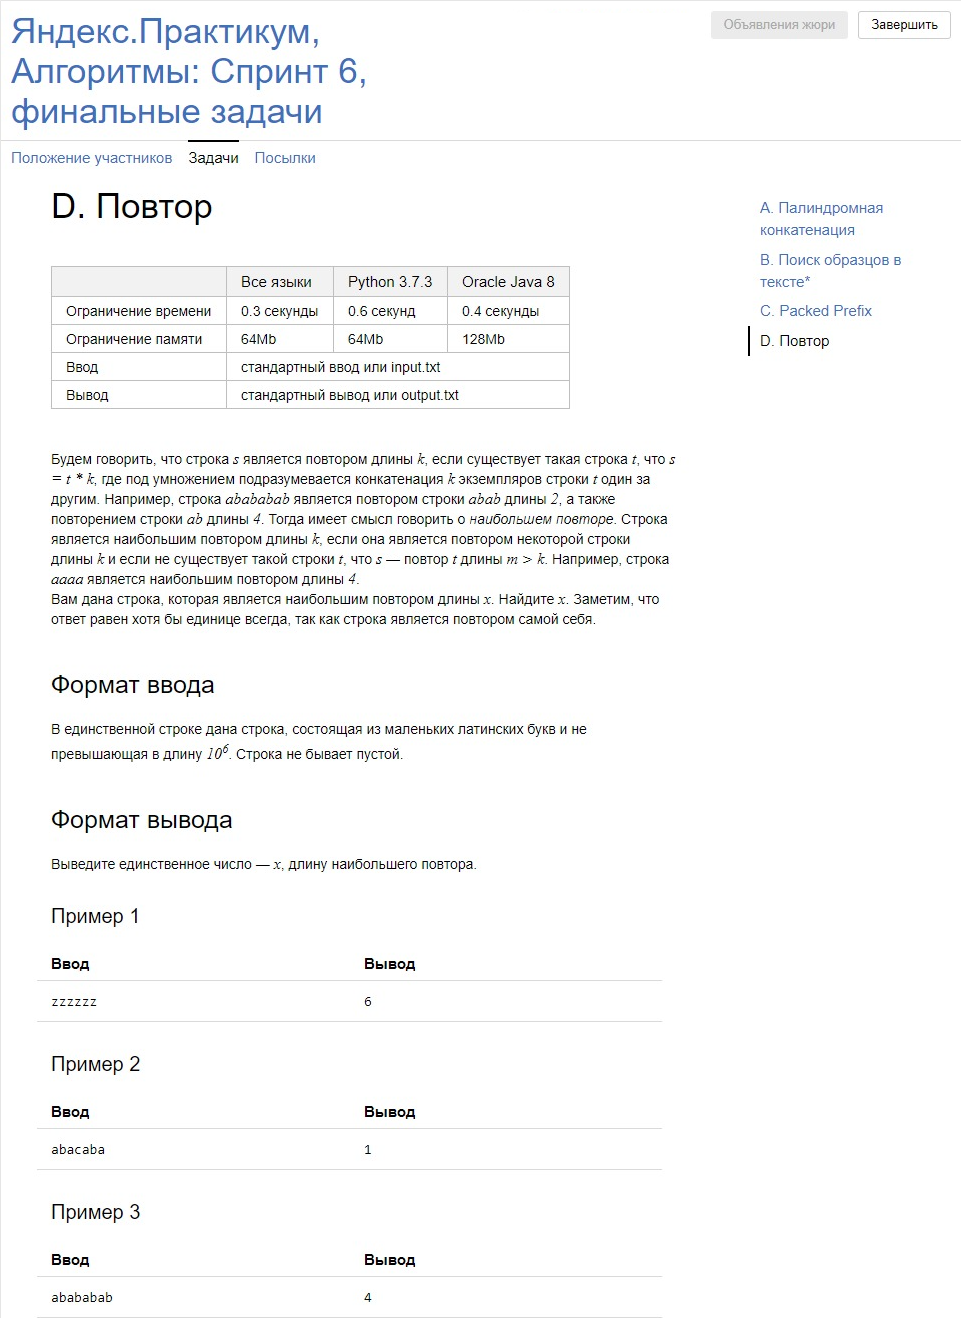 Яндекс.Практикум,
Алгоритмы: Спринт 6,
финальные задачи
Объявления жюри
Завершить
Положение участников Задачи Посылки
D. Повтор
Все языки Python 3.7.3 Oracle Java 8
Ограничение времени 0.3 секунды 0.6 секунд 0.4 секунды
Ограничение памяти 64Mb 64Mb 128Mb
Ввод стандартный ввод или input.txt
Вывод стандартный вывод или output.txt
Будем говорить, что строка s является повтором длины k, если существует такая строка t, что s
= t * k, где под умножением подразумевается конкатенация k экземпляров строки t один за
другим. Например, строка abababab является повтором строки abab длины 2, а также
повторением строки ab длины 4. Тогда имеет смысл говорить о наибольшем повторе. Строка
является наибольшим повтором длины k, если она является повтором некоторой строки
длины k и если не существует такой строки t, что s — повтор t длины m > k. Например, строка
aaaa является наибольшим повтором длины 4.
Вам дана строка, которая является наибольшим повтором длины x. Найдите x. Заметим, что
ответ равен хотя бы единице всегда, так как строка является повтором самой себя.
Формат ввода
В единственной строке дана строка, состоящая из маленьких латинских букв и не
превышающая в длину 10⁶. Строка не бывает пустой.
Формат вывода
Выведите единственное число — x, длину наибольшего повтора.
Пример 1
Ввод Вывод
zzzzzz 6
Пример 2
Ввод Вывод
abacaba 1
Пример 3
Ввод Вывод
abababab 4
A. Палиндромная
конкатенация
B. Поиск образцов в
тексте*
C. Packed Prefix
D. Повтор